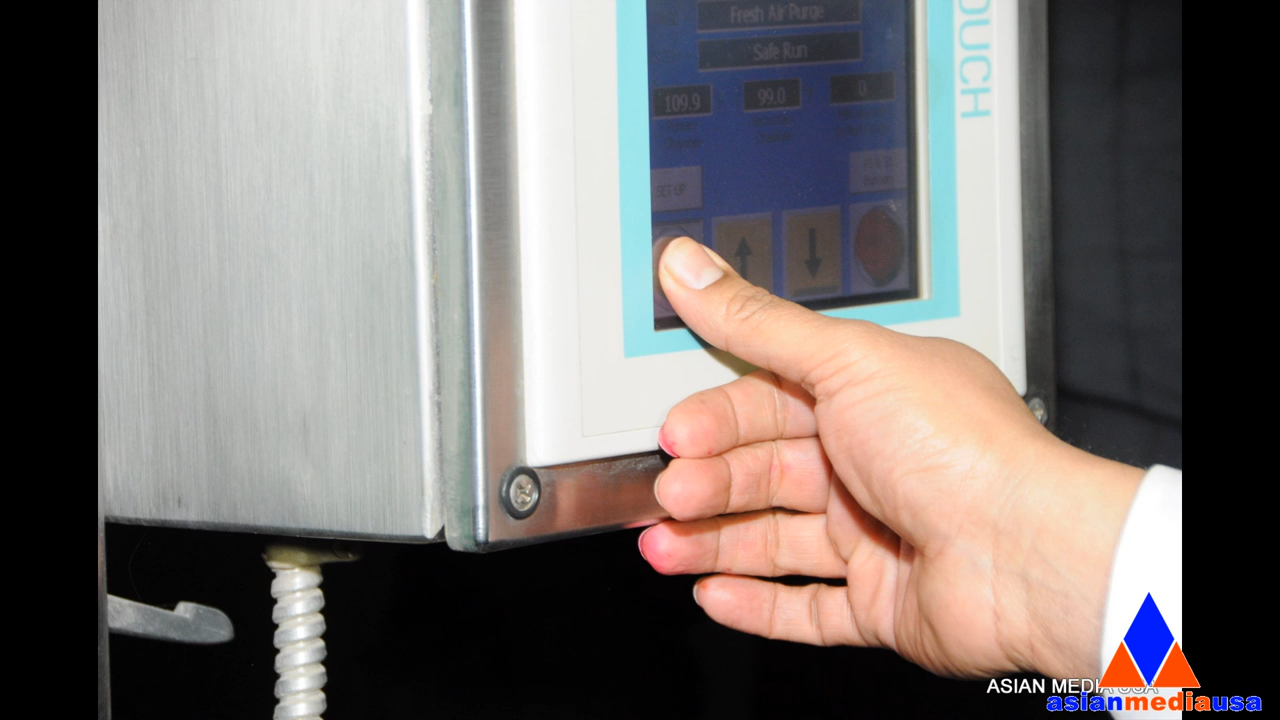 Fresh Air Purge
OUCH
Safe Run
109.9
99.0
0
SET UP
ASIAN MEDIA USA
asianmediausa